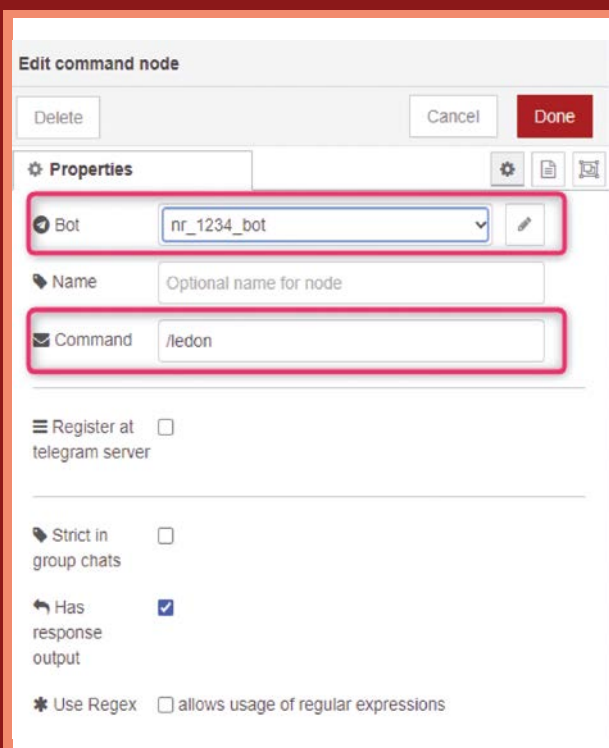 Edit command node
Delete
Cancel
Done
Properties
Bot
nr_1234_bot
Name
Optional name for node
Command
/ledon
Register at
telegram server
Strict in
group chats
Has
response
output
Use Regex
allows usage of regular expressions